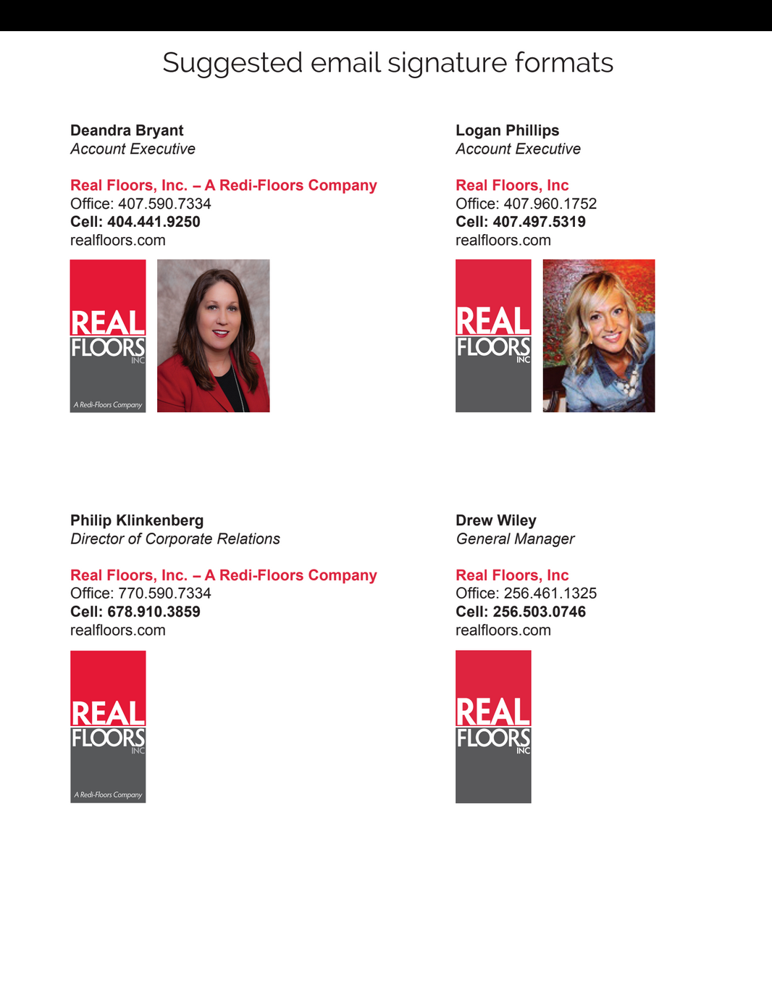 Suggested email signature formats
Deandra Bryant
Account Executive
Real Floors, Inc. – A Redi-Floors Company
Office: 407.590.7334
Cell: 404.441.9250
realfloors.com
REAL
FLOORS
INC
A Redi-Floors Company
Logan Phillips
Account Executive
Real Floors, Inc
Office: 407.960.1752
Cell: 407.497.5319
realfloors.com
REAL
FLOORS
INC
Philip Klinkenberg
Director of Corporate Relations
Real Floors, Inc. – A Redi-Floors Company
Office: 770.590.7334
Cell: 678.910.3859
realfloors.com
REAL
FLOORS
INC
A Redi-Floors Company
Drew Wiley
General Manager
Real Floors, Inc
Office: 256.461.1325
Cell: 256.503.0746
realfloors.com
REAL
FLOORS
INC